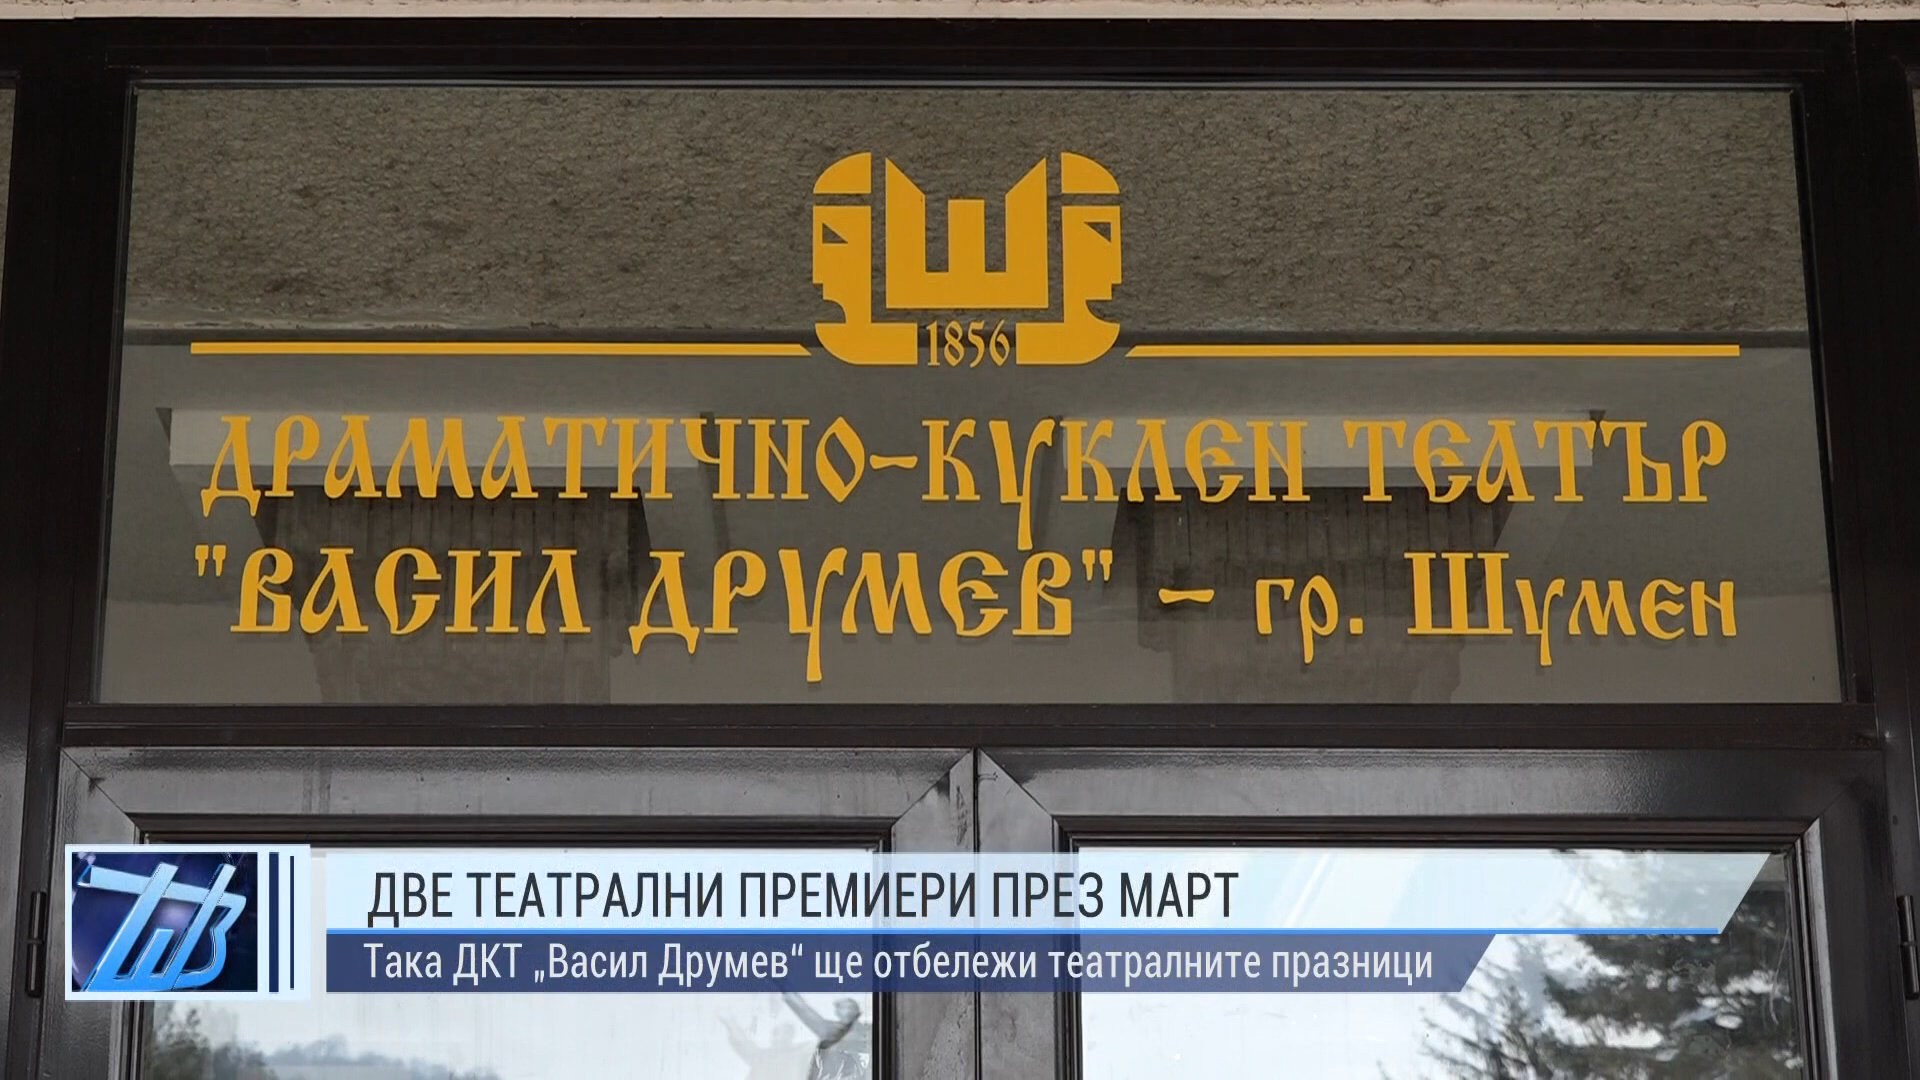 Ш
1856
ДРАМАТИЧНО-КУКЛЕН ТЕАТЪР
"ВАСИЛ ДРУМЕВ" - гр. Шумен
ТШВ
ДВЕ ТЕАТРАЛНИ ПРЕМИЕРИ ПРЕЗ МАРТ
Така ДКТ „Васил Друмев“ ще отбележи театралните празници